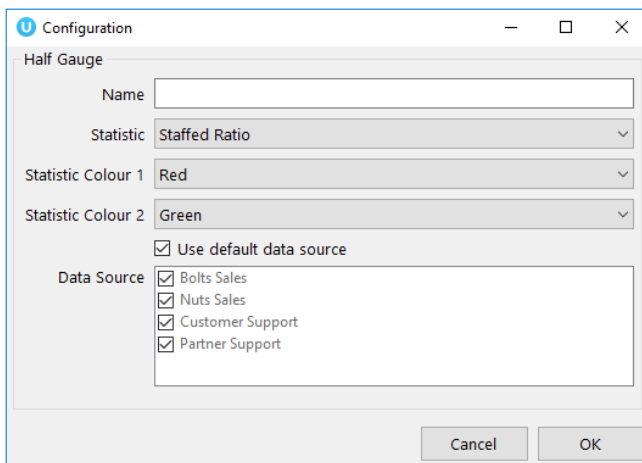 U Configuration
Half Gauge
Name
Statistic Staffed Ratio
Statistic Colour 1 Red
Statistic Colour 2 Green
Use default data source
Data Source
Bolts Sales
Nuts Sales
Customer Support
Partner Support
Cancel OK